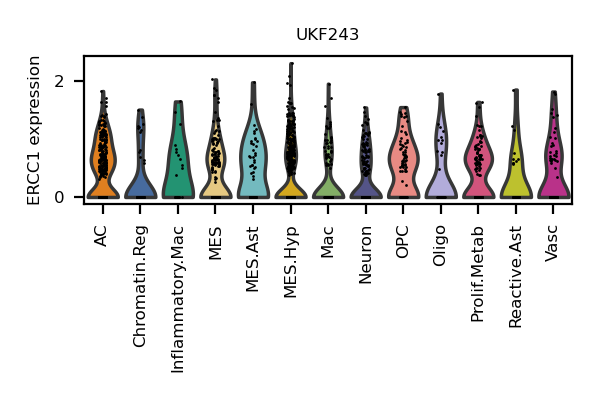 UKF243
ERCC1 expression
2
0
AC
Chromatin.Reg
Inflammatory.Mac
MES
MES.Ast
MES.Hyp
Mac
Neuron
OPC
Oligo
Prolif.Metab
Reactive.Ast
Vasc